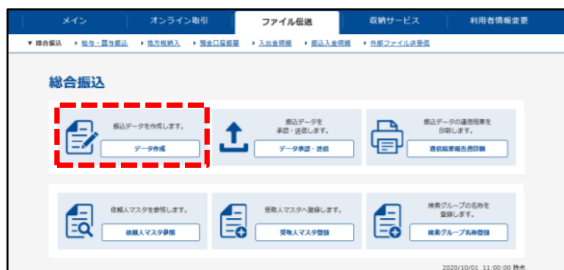 メイン オンライン取引 ファイル伝送 収納サービス 利用者情報変更
▼ 総合振込 ▶ 給与・賞与振込 ▶ 地方税納入 ▶ 預金口座振替 ▶ 入出金明細 ▶ 振込入金明細 ▶ 外部ファイル送受信
総合振込
振込データを作成します。
データ作成
振込データを
承認・送信します。
データ承認・送信
振込データの通信結果を
印刷します。
通信結果報告書印刷
依頼人マスタを参照します。
依頼人マスタ参照
受取人マスタへ登録します。
受取人マスタ登録
検索グループの名称を
登録します。
検索グループ名称登録
2020/10/01 11:00:00 時点